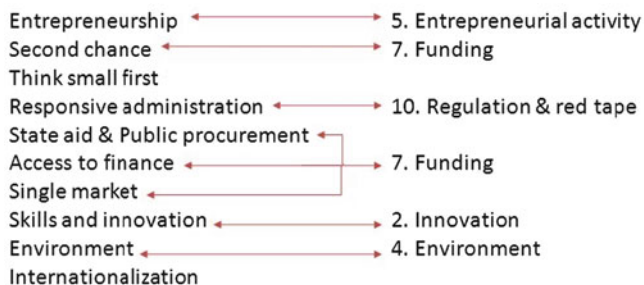 Entrepreneurship 5. Entrepreneurial activity
Second chance 7. Funding
Think small first
Responsive administration 10. Regulation & red tape
State aid & Public procurement
Access to finance 7. Funding
Single market
Skills and innovation 2. Innovation
Environment 4. Environment
Internationalization